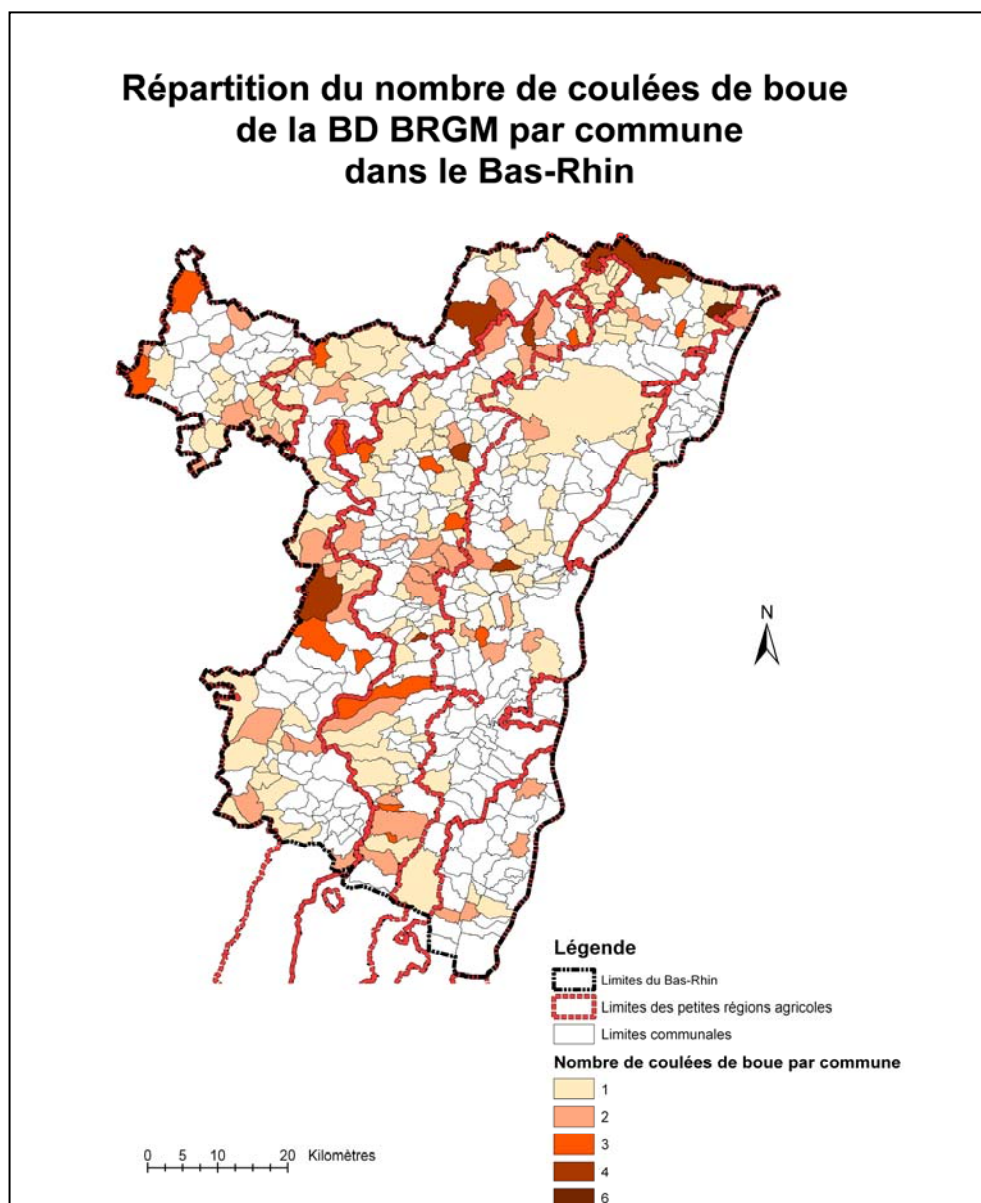 Répartition du nombre de coulées de boue
de la BD BRGM par commune
dans le Bas-Rhin
N
Légende
Limites du Bas-Rhin
Limites des petites régions agricoles
Limites communales
Nombre de coulées de boue par commune
1
2
3
4
6
0 5 10 20 Kilomètres